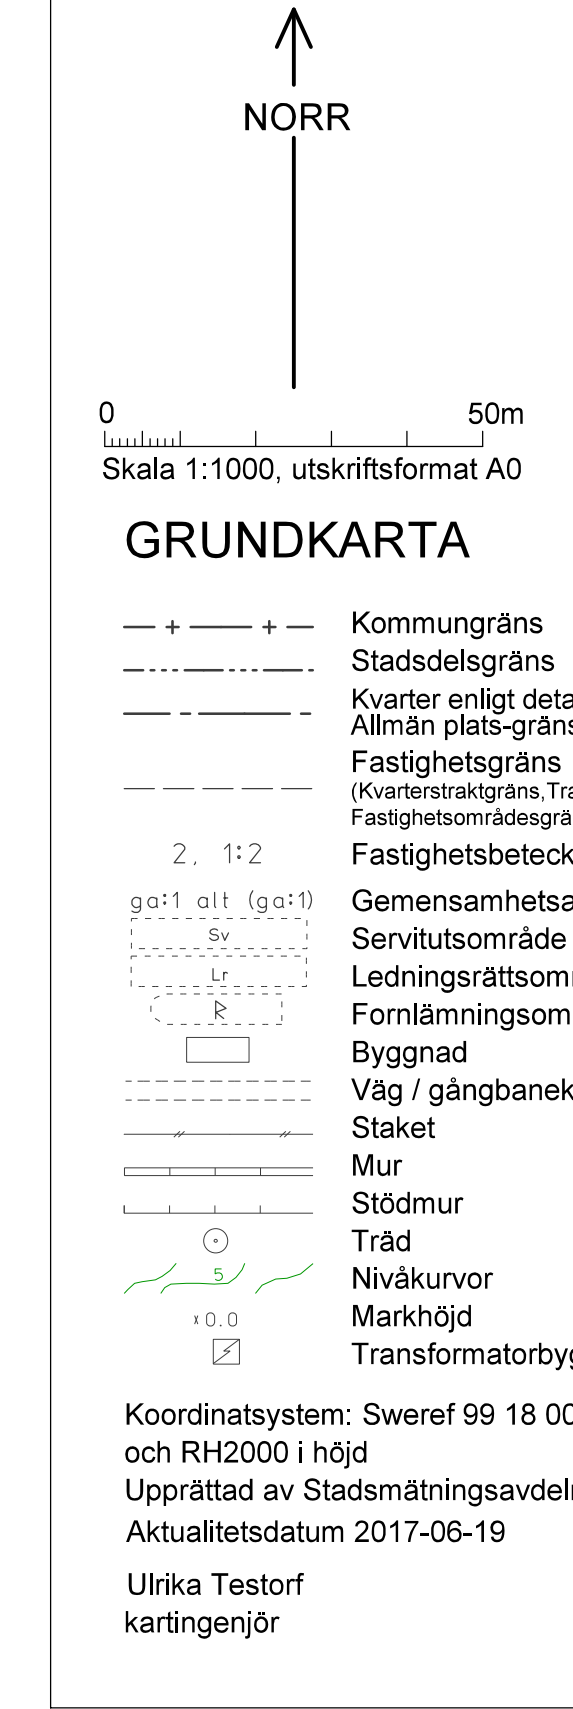 NORR
0 50m
Skala 1:1000, utskriftsformat A0
GRUNDKARTA
Kommungräns
Stadsdelsgräns
Kvarter enligt deta
Allmän plats-gräns
Fastighetsgräns
(Kvarterstraktgräns,Tra
Fastighetsområdesgrä
2, 1:2 Fastighetsbeteck
ga:1 alt (ga:1) Gemensamhetsa
Sv Servitutsområde
Lr Ledningsrättsomr
R Fornlämningsom
Byggnad
Väg / gångbanek
Staket
Mur
Stödmur
Träd
5 Nivåkurvor
x0.0 Markhöjd
Transformatorbyg
Koordinatsystem: Sweref 99 18 00
och RH2000 i höjd
Upprättad av Stadsmätningsavdeln
Aktualitetsdatum 2017-06-19
Ulrika Testorf
kartingenjör